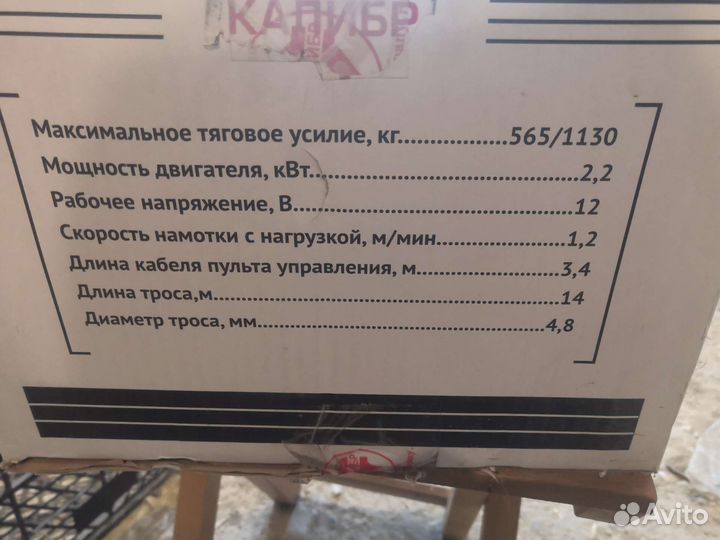 КАЛИБР
Максимальное тяговое усилие, кг....................565/1130
Мощность двигателя, кВт.................................................2,2
Рабочее напряжение, В...................................................12
Скорость намотки с нагрузкой, м/мин......................1,2
Длина кабеля пульта управления, м.........................3,4
Длина троса,м............................................................14
Диаметр троса, мм...................................................4,8
Avito